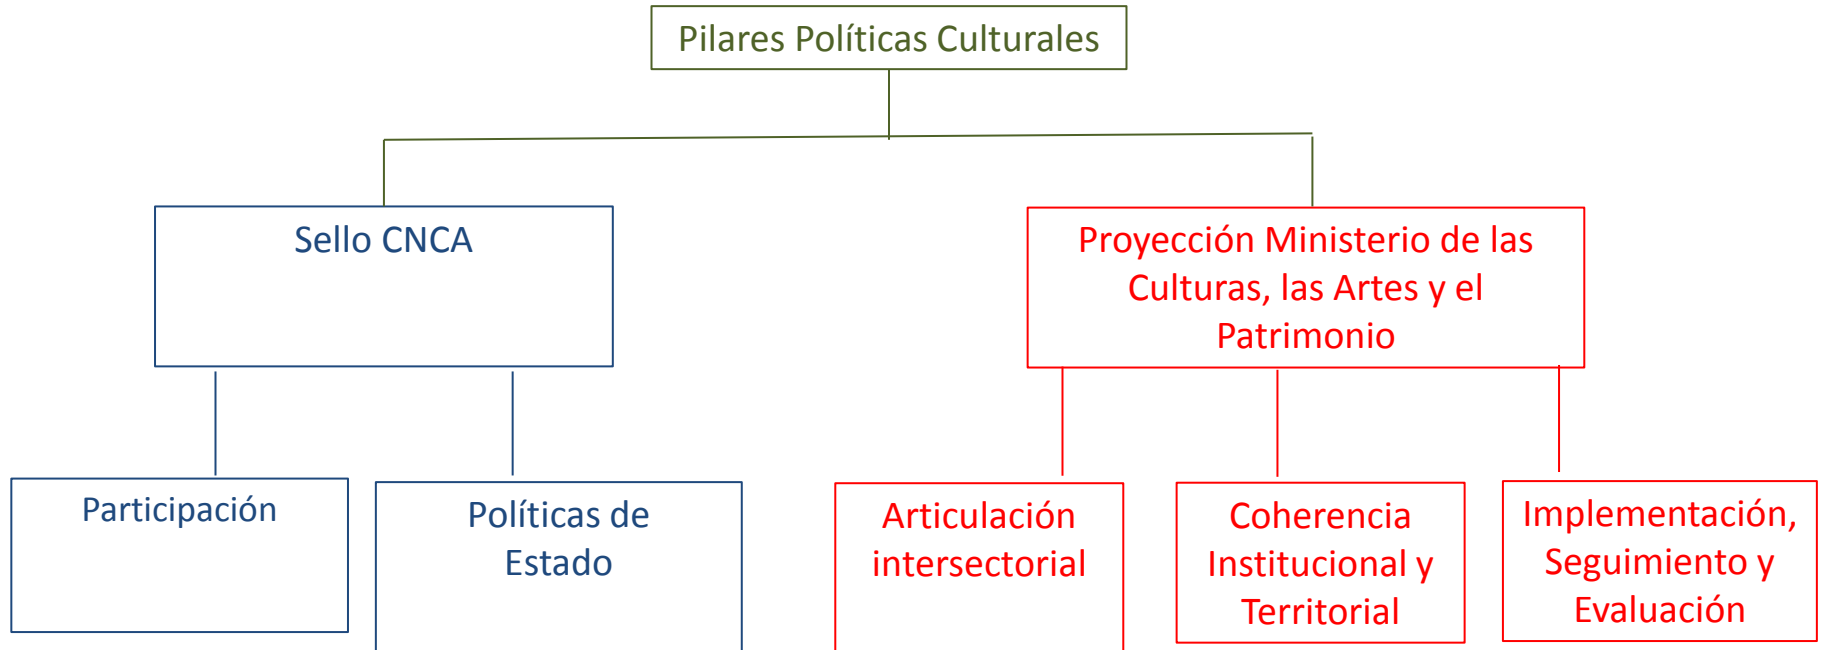 Pilares Políticas Culturales
Sello CNCA
Proyección Ministerio de las
Culturas, las Artes y el
Patrimonio
Participación
Políticas de
Estado
Articulación
intersectorial
Coherencia
Institucional y
Territorial
Implementación,
Seguimiento y
Evaluación